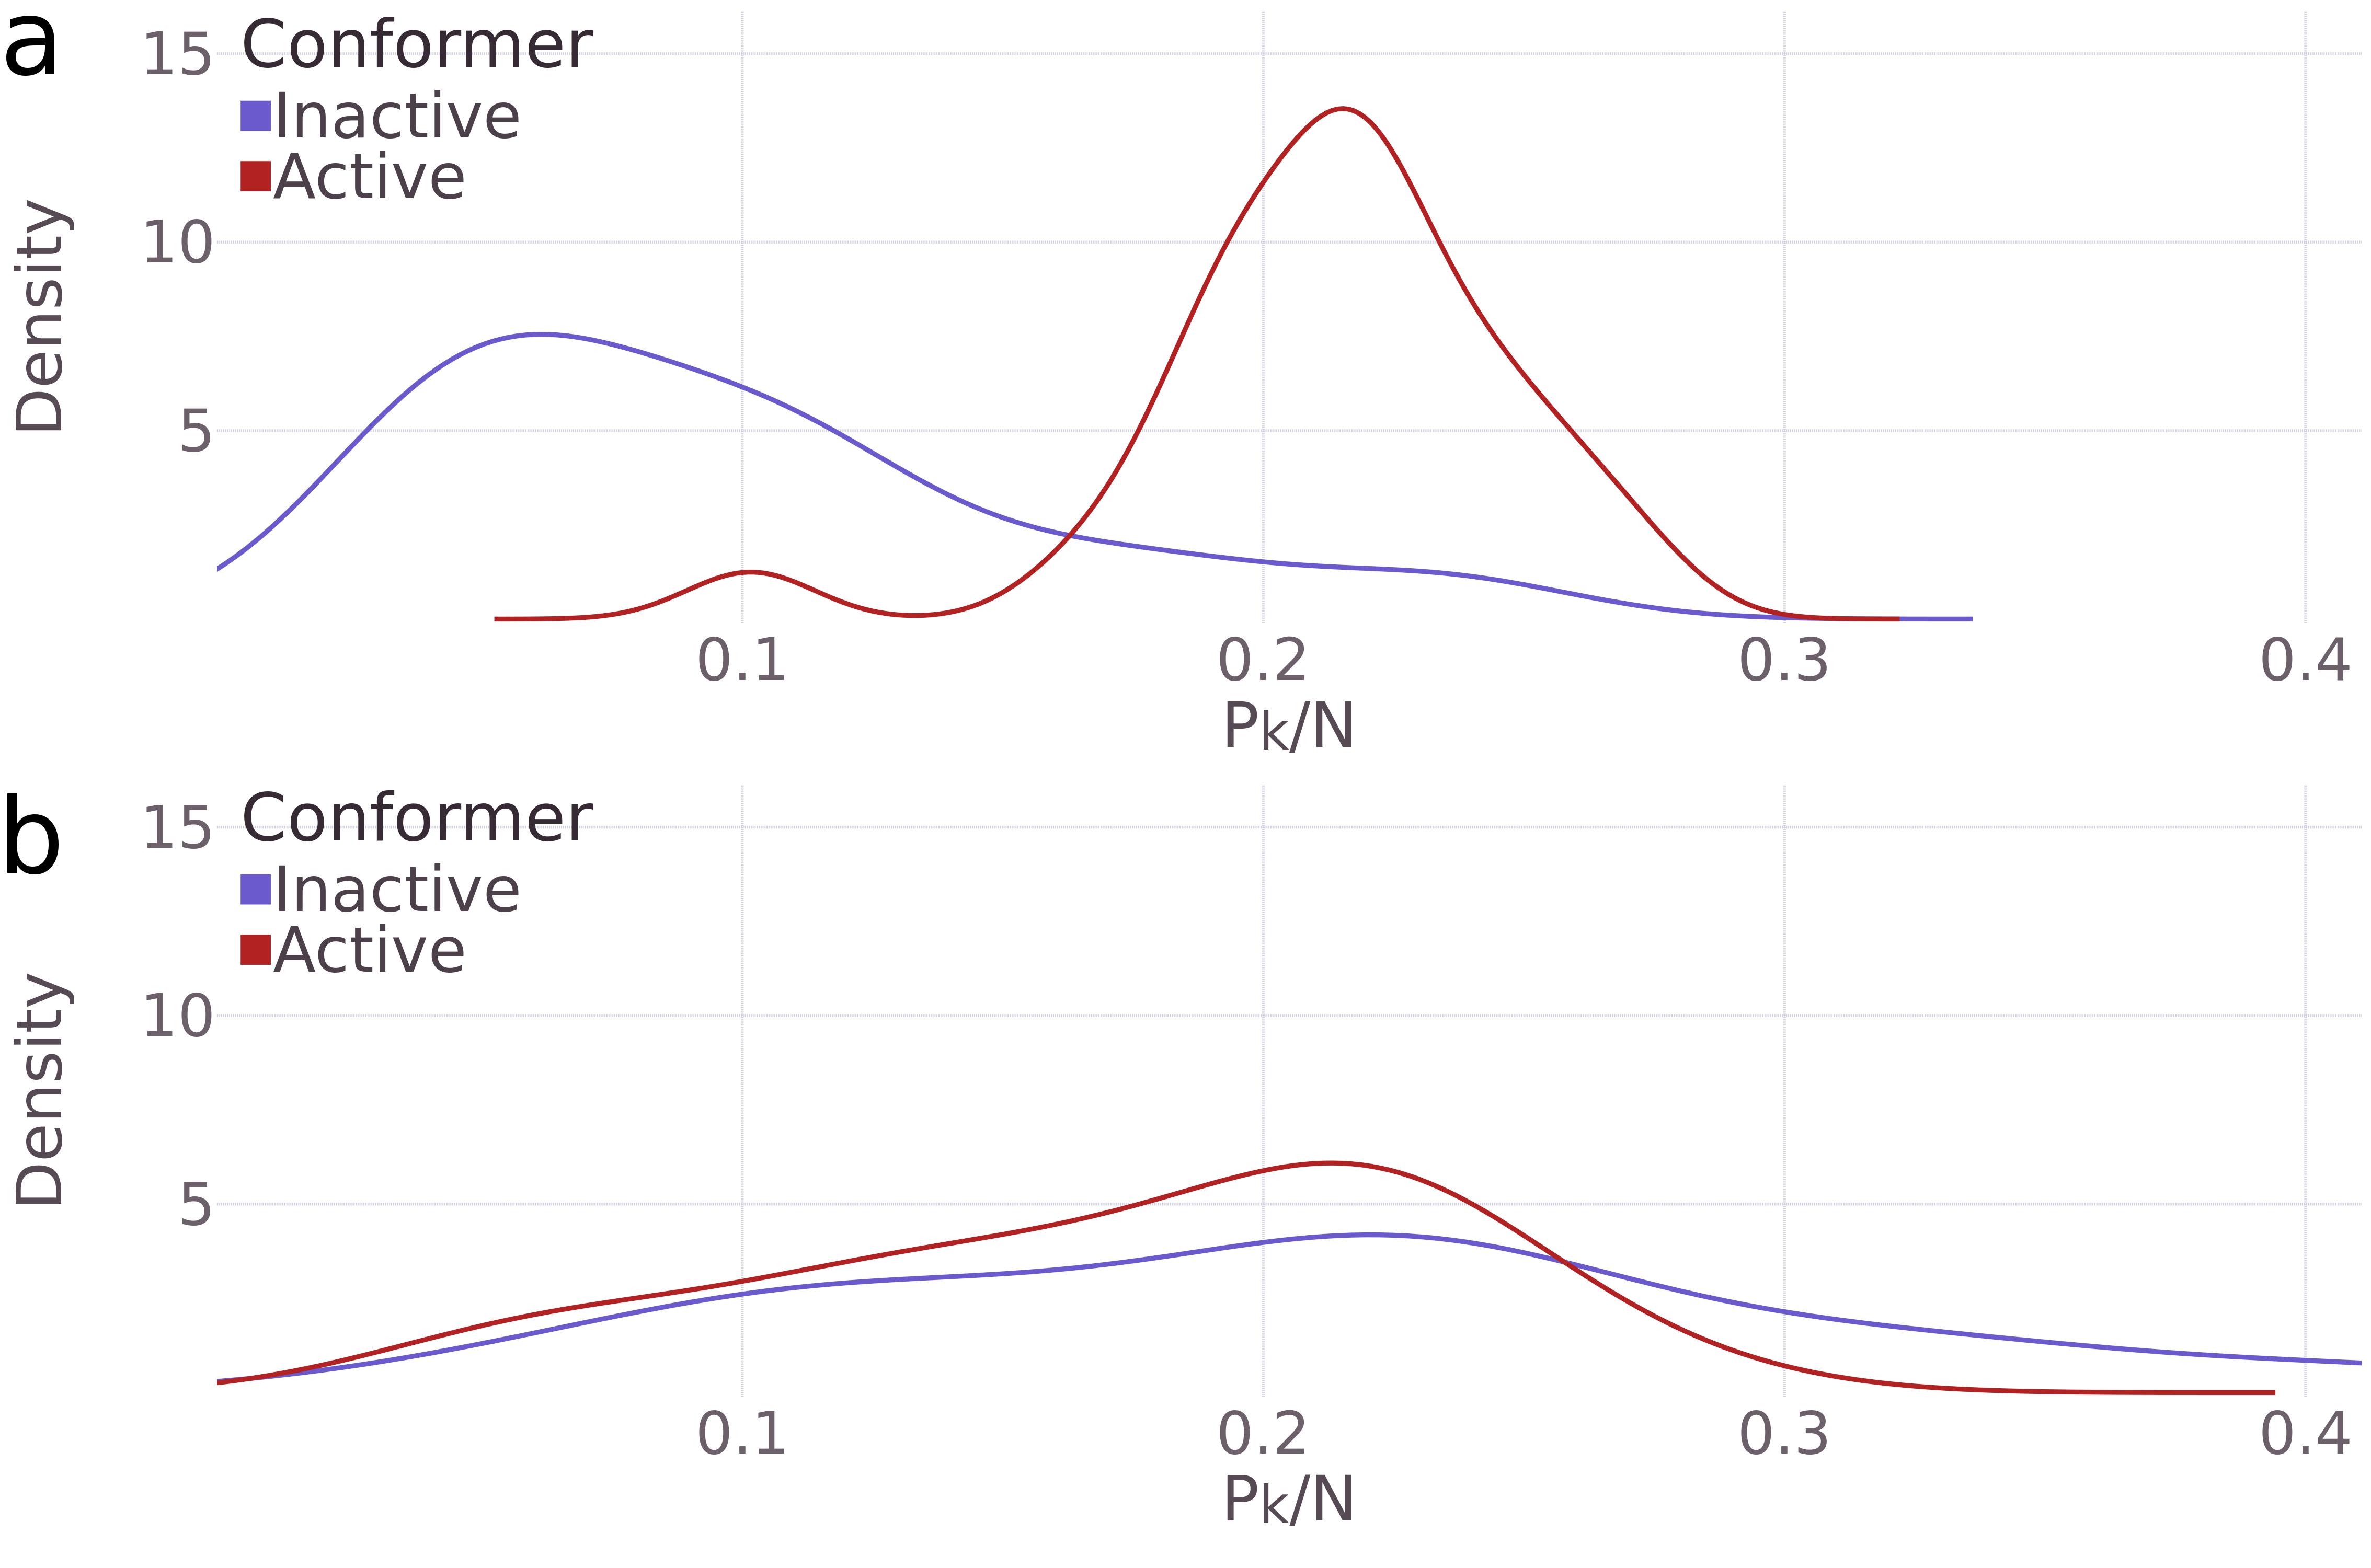 a
15
Conformer
Inactive
Active
10
5
Density
0.1 0.2 0.3 0.4
Pk/N
b
15
Conformer
Inactive
Active
10
5
Density
0.1 0.2 0.3 0.4
Pk/N